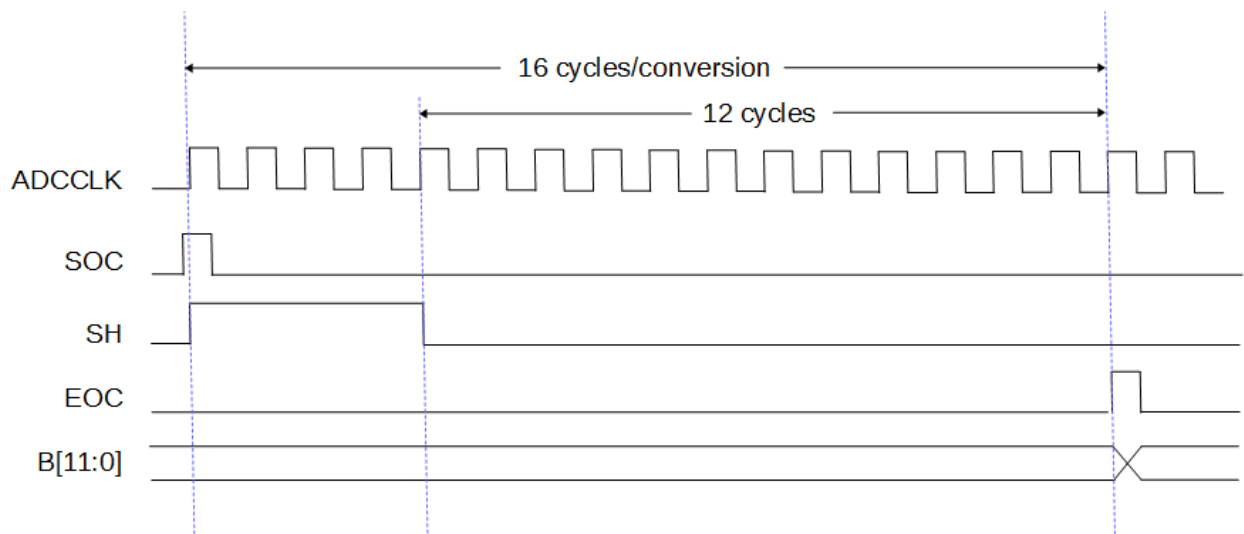 16 cycles/conversion
12 cycles
ADCCLK
SOC
SH
EOC
B[11:0]